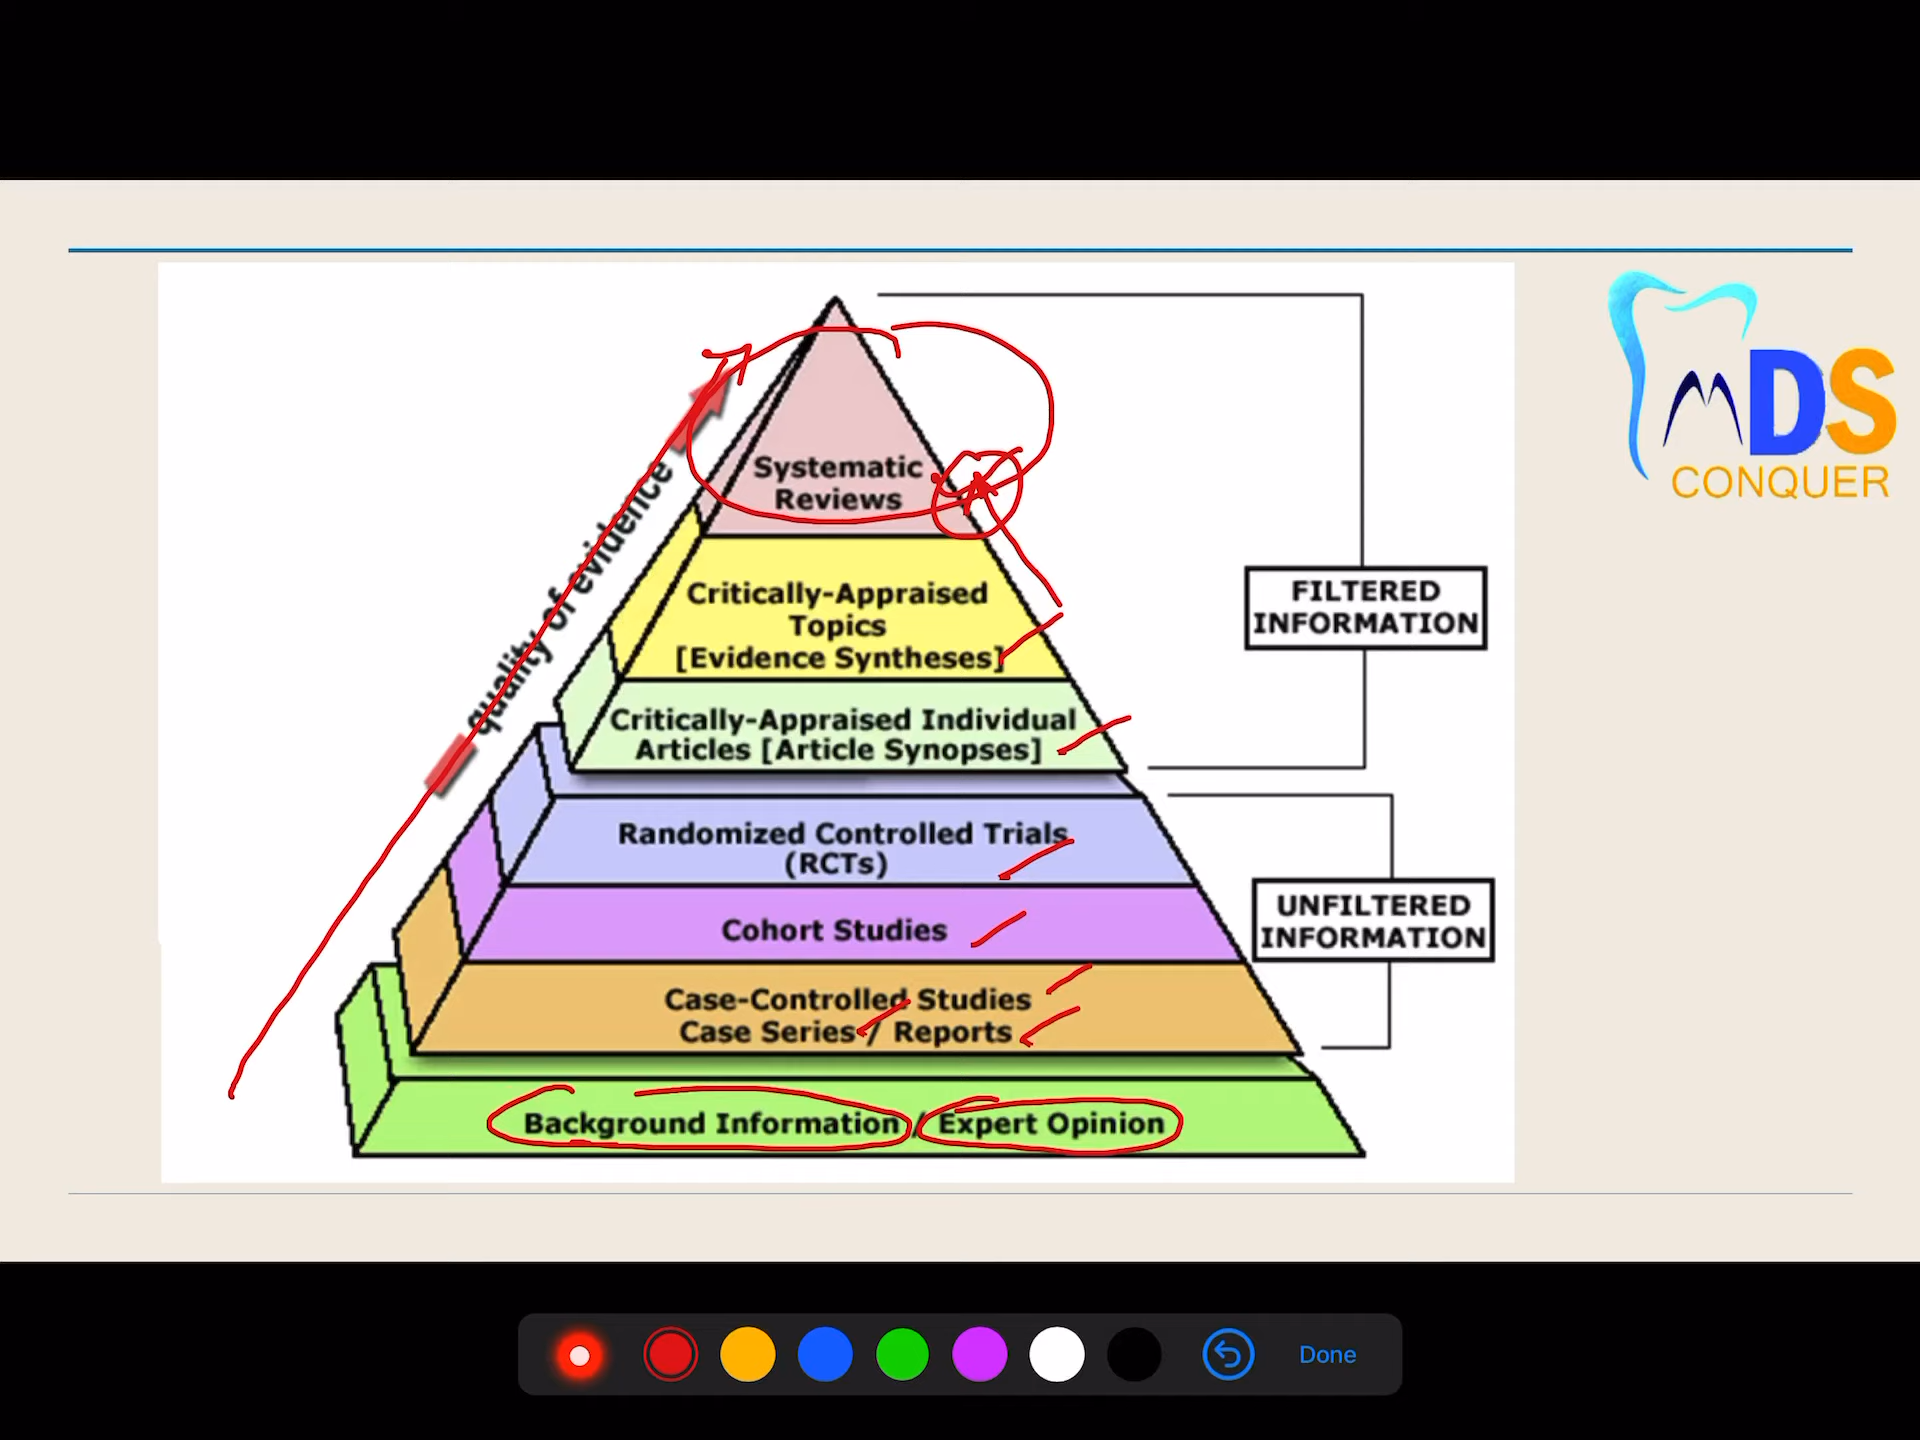 quality of evidence
Systematic
Reviews
Critically-Appraised
Topics
[Evidence Syntheses]
Critically-Appraised Individual
Articles [Article Synopses]
Randomized Controlled Trials
(RCTs)
Cohort Studies
Case-Controlled Studies
Case Series / Reports
Background Information / Expert Opinion
FILTERED
INFORMATION
UNFILTERED
INFORMATION
MDS
CONQUER
Done